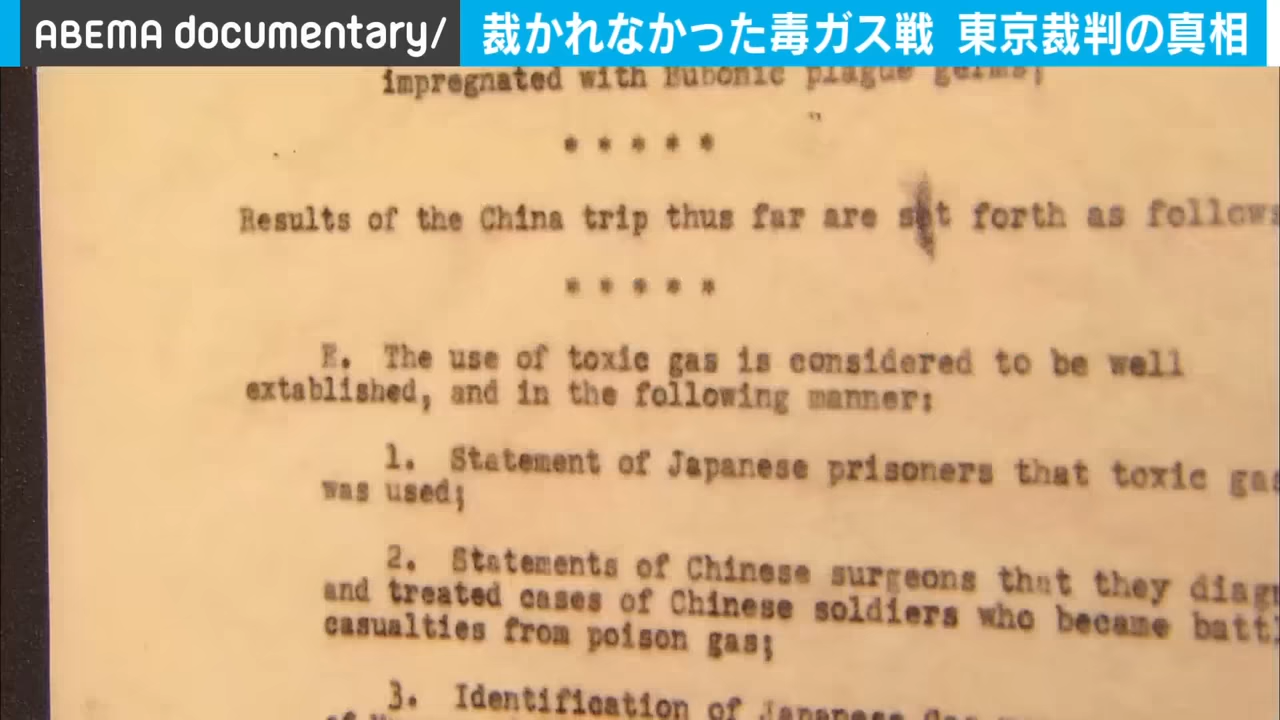 ABEMA documentary/ 裁かれなかった毒ガス戦 東京裁判の真相
impregnated with Bubonic plague germs;
* * * * *
Results of the China trip thus far are set forth as follows
* * * * *
E. The use of toxic gas is considered to be well
extablished, and in the following manner:
1. Statement of Japanese prisoners that toxic gas
was used;
2. Statements of Chinese surgeons that they
and treated cases of Chinese soldiers who became
casualties from poison gas;
3. Identification of Japanese